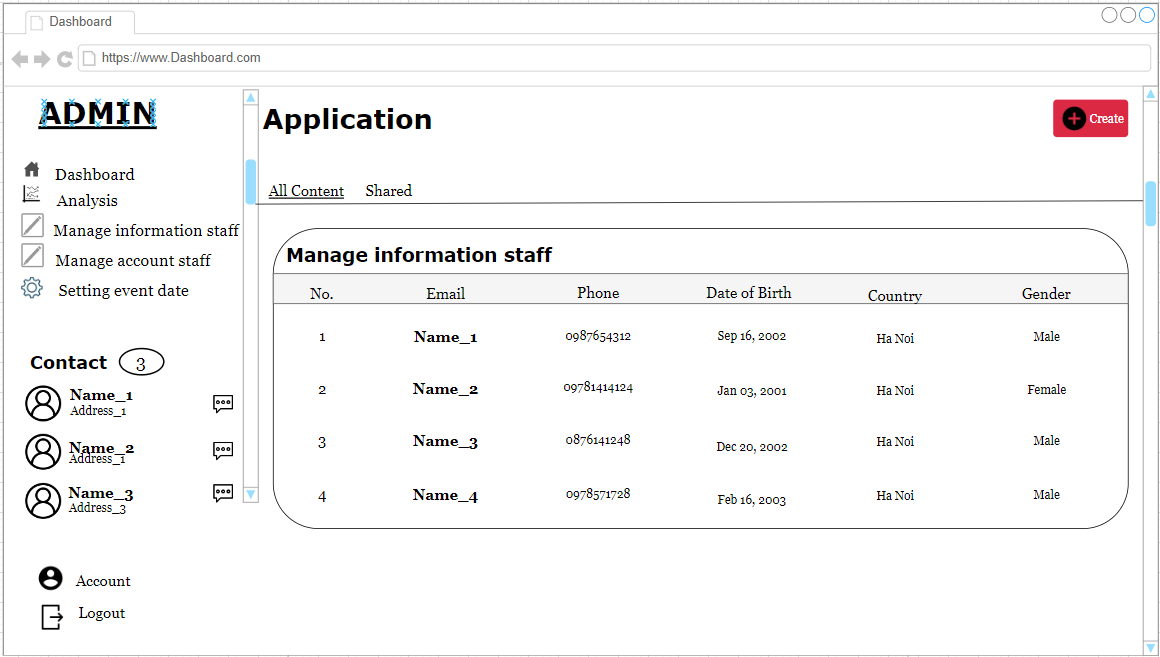 Dashboard
https://www.Dashboard.com
ADMIN
Dashboard
Analysis
Manage information staff
Manage account staff
Setting event date
Contact 3
Name_1
Address_1
Name_2
Address_1
Name_3
Address_3
Account
Logout
Application
Create
All Content Shared
Manage information staff
No. Email Phone Date of Birth Country Gender
1 Name_1 0987654312 Sep 16, 2002 Ha Noi Male
2 Name_2 09781414124 Jan 03, 2001 Ha Noi Female
3 Name_3 0876141248 Dec 20, 2002 Ha Noi Male
4 Name_4 0978571728 Feb 16, 2003 Ha Noi Male